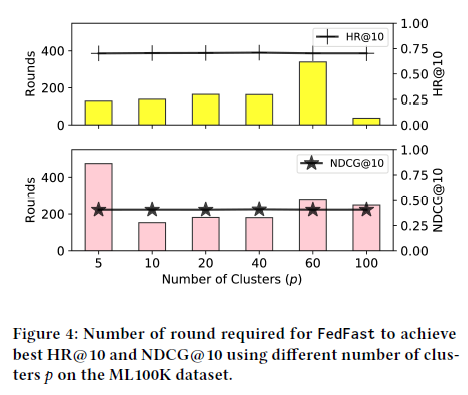 HR@10
Rounds
400
200
0
1.00
0.75
0.50
0.25
0.00
HR@10
NDCG@10
Rounds
400
200
0
1.00
0.75
0.50
0.25
0.00
NDCG@10
5 10 20 40 60 100
Number of Clusters (p)
Figure 4: Number of round required for FedFast to achieve
best HR@10 and NDCG@10 using different number of clus-
ters p on the ML100K dataset.